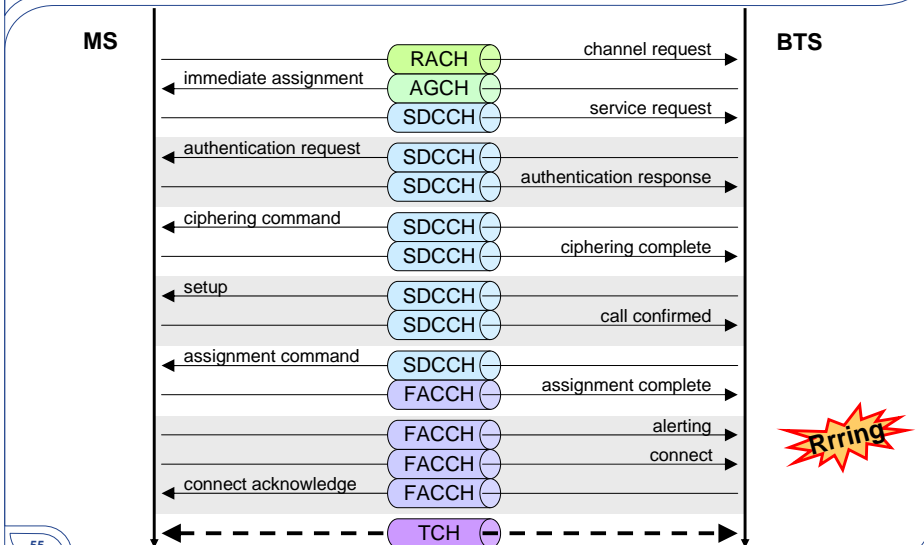 MS
BTS
RACH channel request
immediate assignment AGCH
SDCCH service request
authentication request SDCCH
SDCCH authentication response
ciphering command SDCCH
SDCCH ciphering complete
setup SDCCH
SDCCH call confirmed
assignment command SDCCH
FACCH assignment complete
FACCH alerting
Rrring
FACCH connect
connect acknowledge FACCH
TCH
55